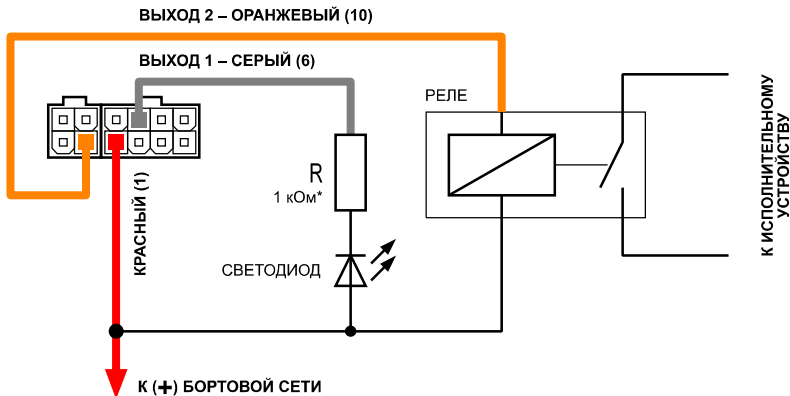 ВЫХОД 2 – ОРАНЖЕВЫЙ (10)
ВЫХОД 1 – СЕРЫЙ (6)
РЕЛЕ
R
1 кОм*
КРАСНЫЙ (1)
СВЕТОДИОД
К ИСПОЛНИТЕЛЬНОМУ
УСТРОЙСТВУ
К (+) БОРТОВОЙ СЕТИ